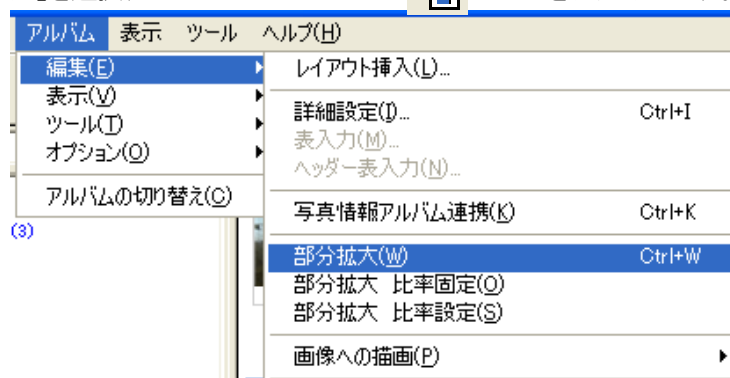 アルバム 表示 ツール ヘルプ(H)
編集(E)
表示(V)
ツール(T)
オプション(O)
アルバムの切り替え(C)
(3)
レイアウト挿入(L)...
詳細設定(I)... Ctrl+I
表入力(M)...
ヘッダー表入力(N)...
写真情報アルバム連携(K) Ctrl+K
部分拡大(W) Ctrl+W
部分拡大 比率固定(O)
部分拡大 比率設定(S)
画像への描画(P)